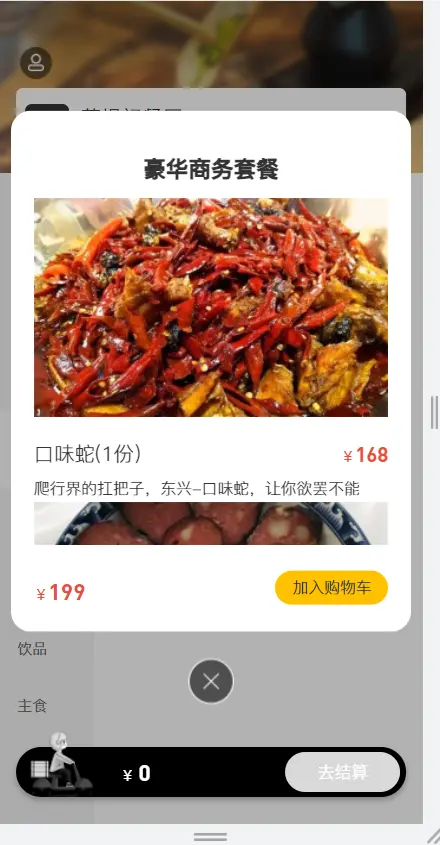 豪华商务套餐
口味蛇(1份)
￥168
爬行界的扛把子，东兴-口味蛇，让你欲罢不能
￥199
加入购物车
饮品
主食
￥0
去结算